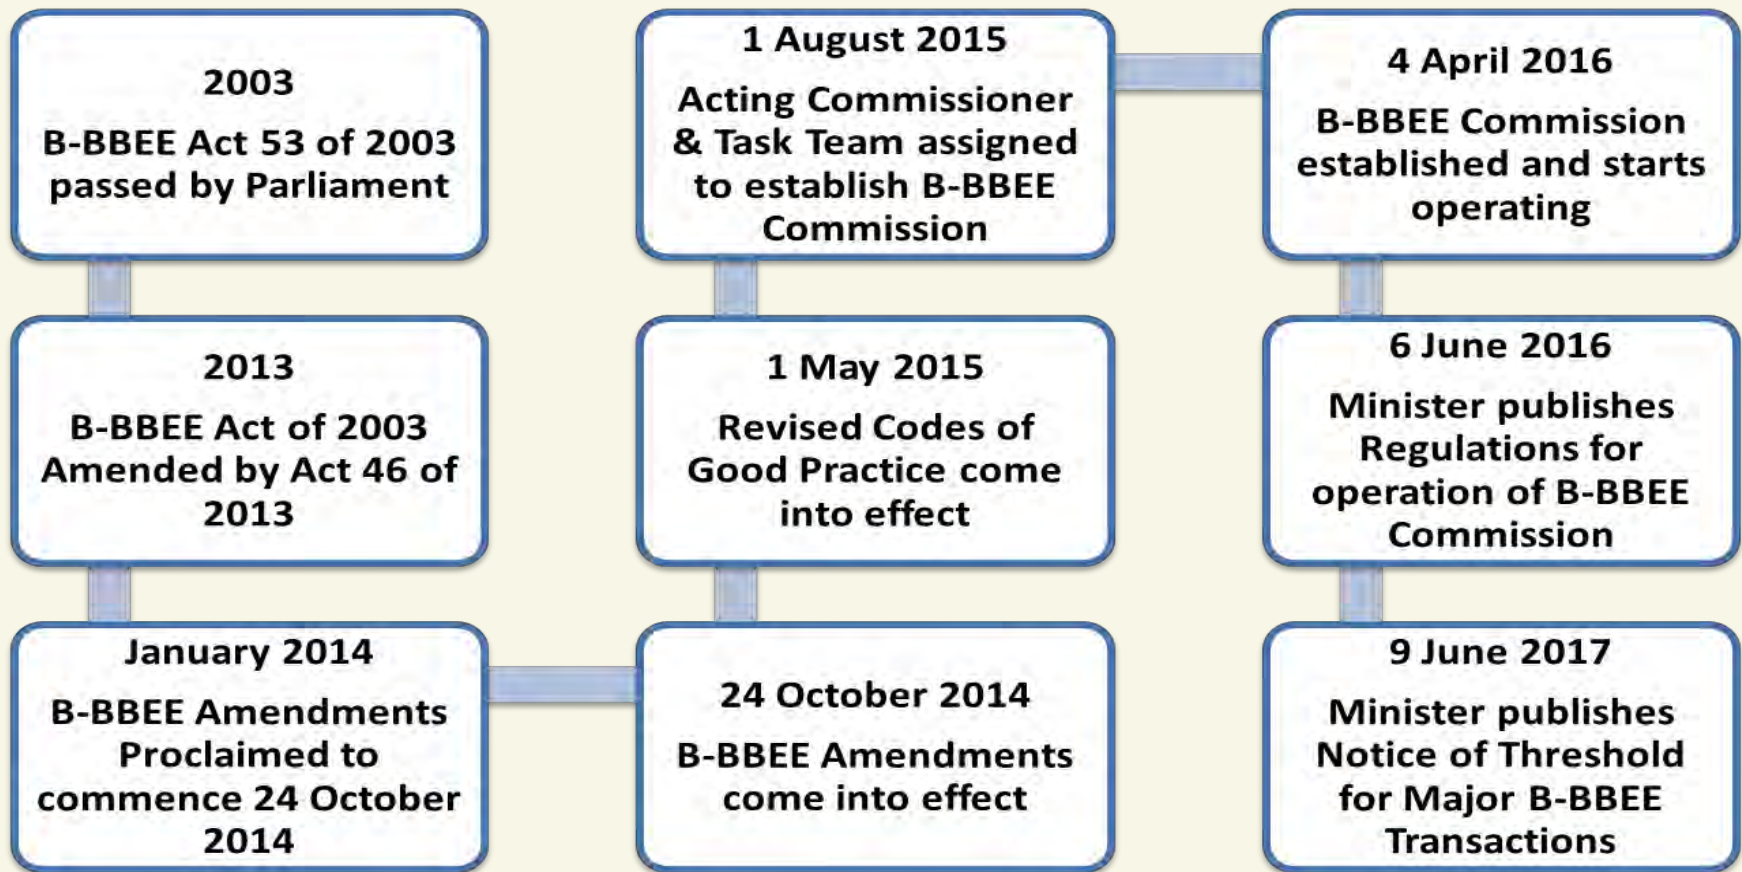 2003
B-BBEE Act 53 of 2003
passed by Parliament
2013
B-BBEE Act of 2003
Amended by Act 46 of
2013
January 2014
B-BBEE Amendments
Proclaimed to
commence 24 October
2014
24 October 2014
B-BBEE Amendments
come into effect
1 May 2015
Revised Codes of
Good Practice come
into effect
1 August 2015
Acting Commissioner
& Task Team assigned
to establish B-BBEE
Commission
4 April 2016
B-BBEE Commission
established and starts
operating
6 June 2016
Minister publishes
Regulations for
operation of B-BBEE
Commission
9 June 2017
Minister publishes
Notice of Threshold
for Major B-BBEE
Transactions